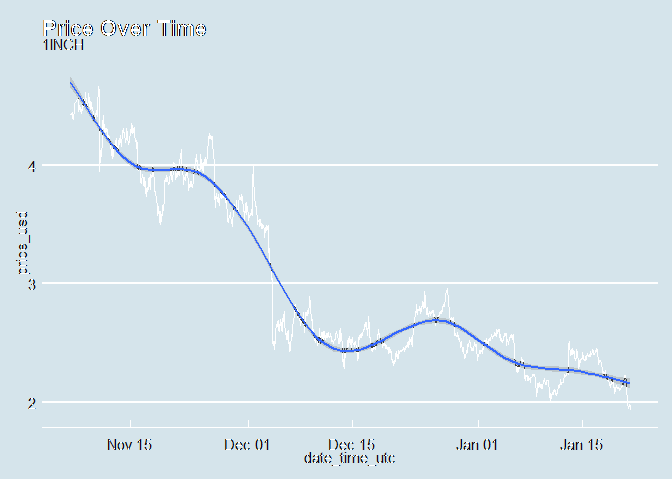 Price Over Time
1INCH
price_usd
4
3
2
Nov 15 Dec 01 Dec 15 Jan 01 Jan 15
date_time_utc